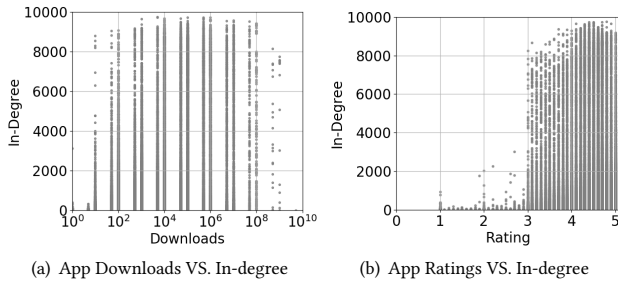 10000
8000
6000
4000
2000
0
In-Degree
10^0 10^2 10^4 10^6 10^8 10^10
Downloads
(a) App Downloads VS. In-degree
10000
8000
6000
4000
2000
0
In-Degree
0 1 2 3 4 5
Rating
(b) App Ratings VS. In-degree